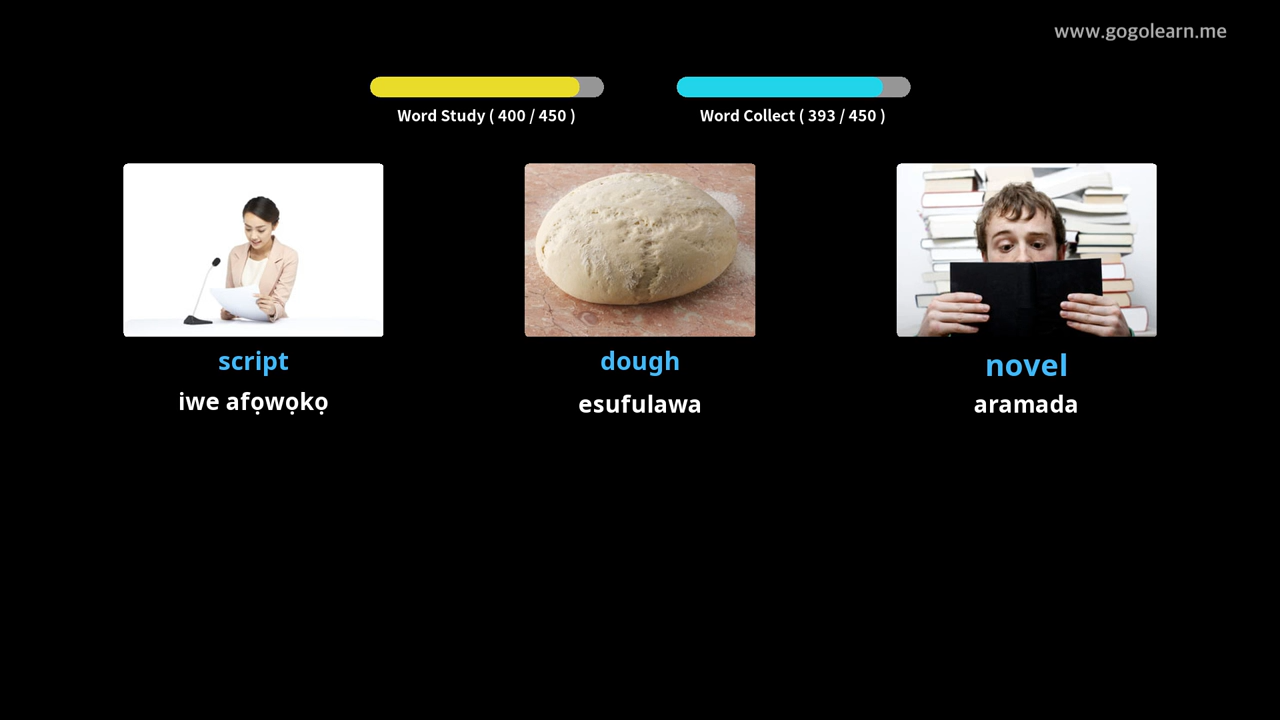 www.gogolearn.me
Word Study ( 400 / 450 )
Word Collect ( 393 / 450 )
script
iwe afọwọkọ
dough
esufulawa
novel
aramada